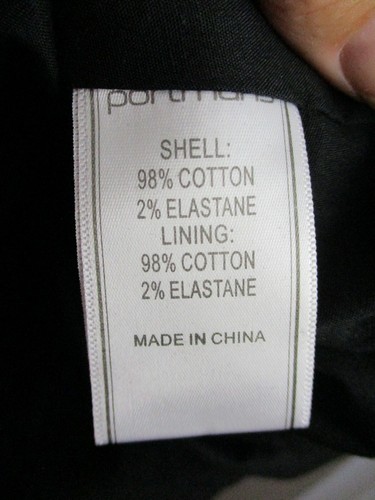 portmans
SHELL:
98% COTTON
2% ELASTANE
LINING:
98% COTTON
2% ELASTANE
MADE IN CHINA